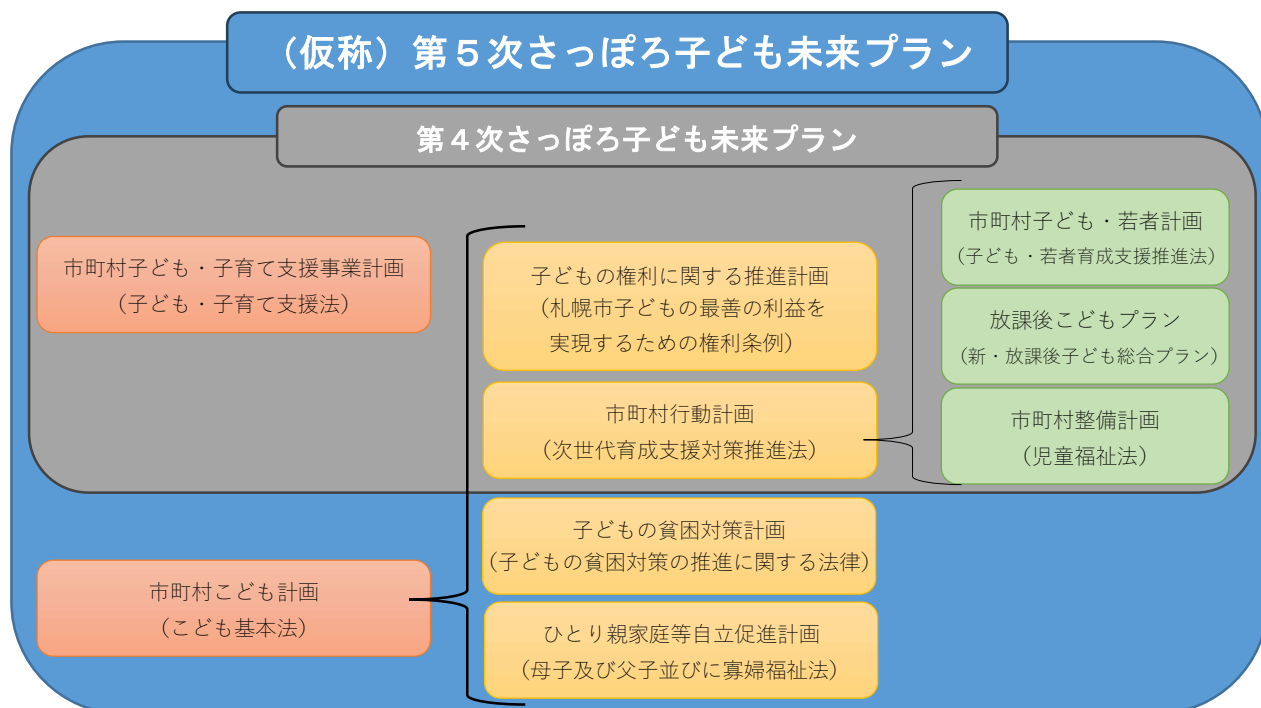 （仮称）第５次さっぽろ子ども未来プラン
第４次さっぽろ子ども未来プラン
市町村子ども・子育て支援事業計画
（子ども・子育て支援法）
市町村こども計画
（こども基本法）
子どもの権利に関する推進計画
（札幌市子どもの最善の利益を
実現するための権利条例）
市町村行動計画
（次世代育成支援対策推進法）
子どもの貧困対策計画
（子どもの貧困対策の推進に関する法律）
ひとり親家庭等自立促進計画
（母子及び父子並びに寡婦福祉法）
市町村子ども・若者計画
（子ども・若者育成支援推進法）
放課後こどもプラン
（新・放課後子ども総合プラン）
市町村整備計画
（児童福祉法）